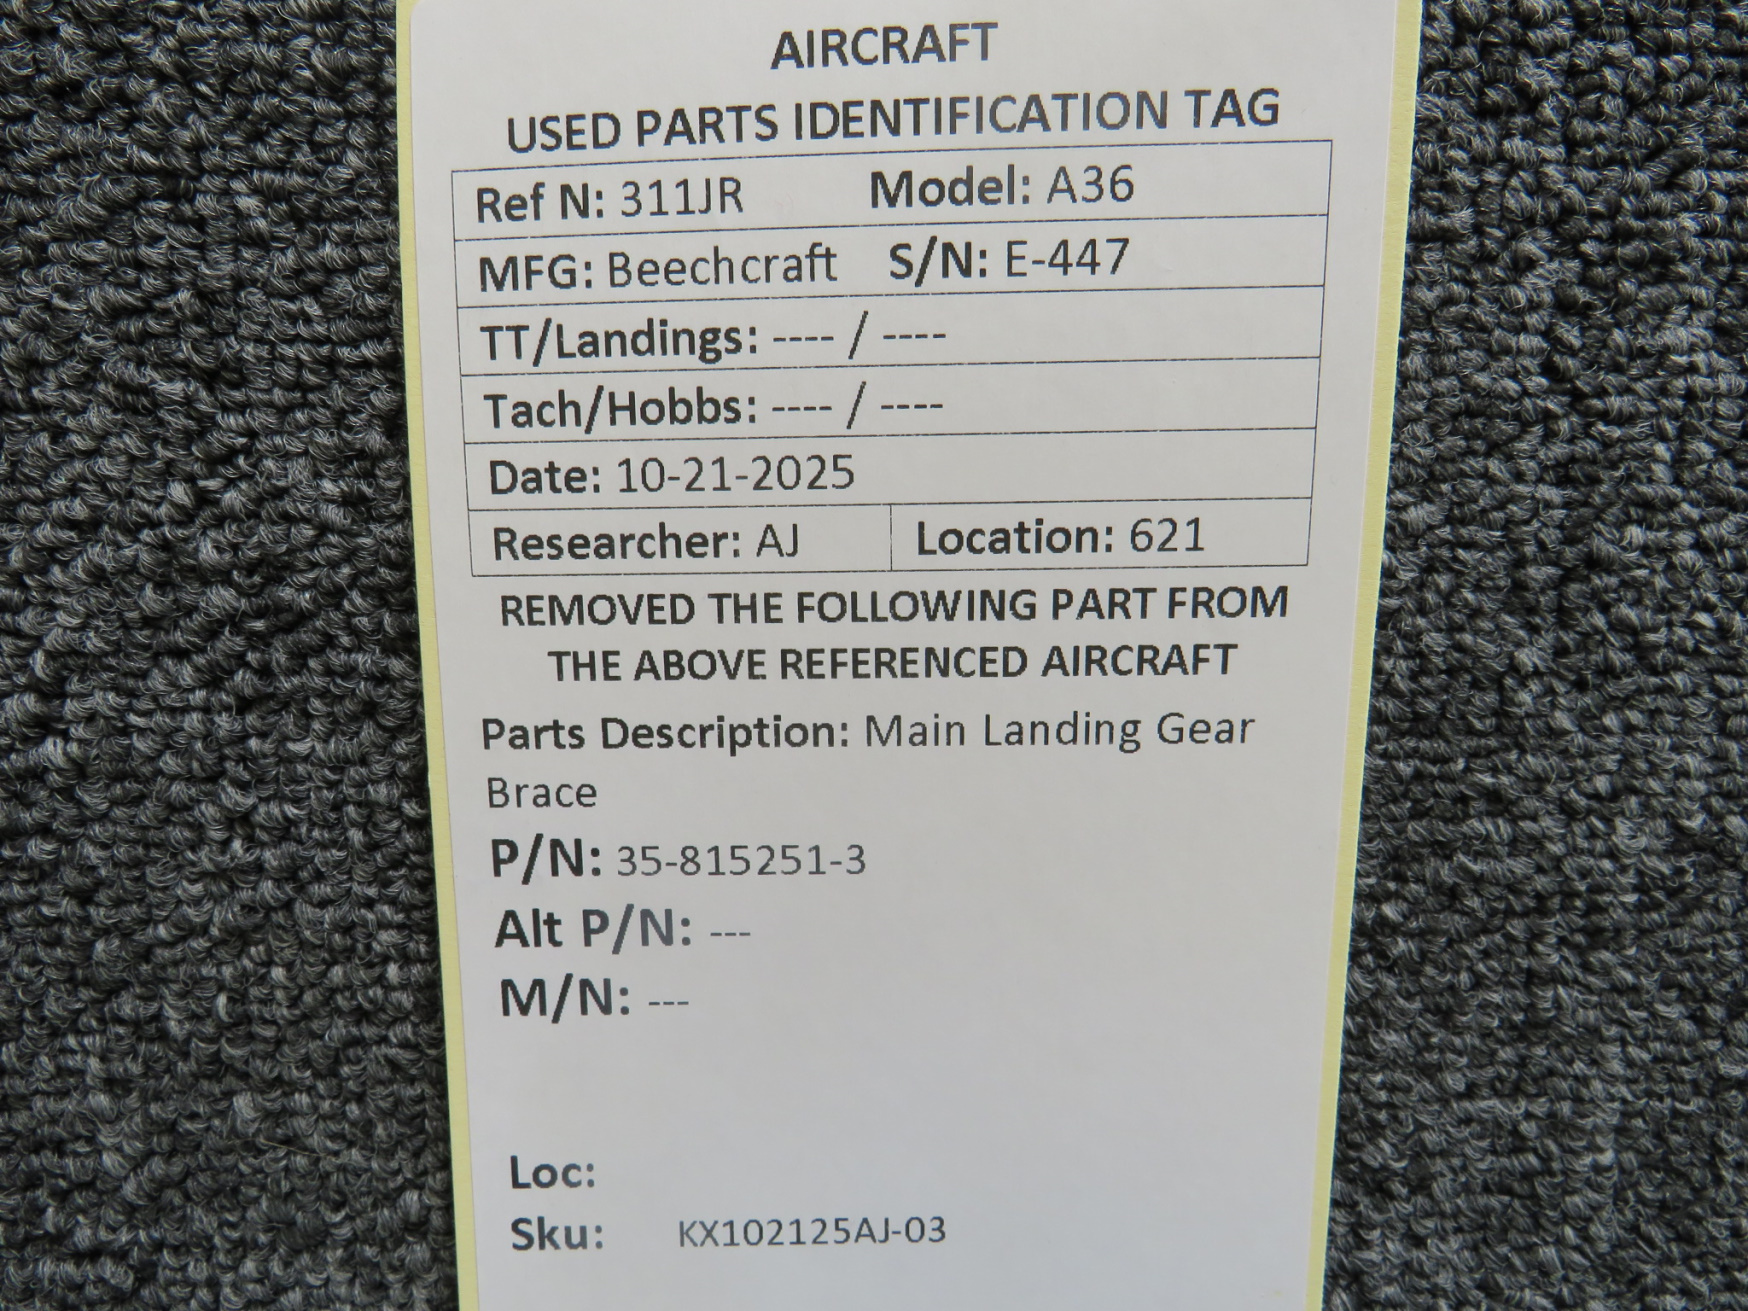 AIRCRAFT
USED PARTS IDENTIFICATION TAG
Ref N: 311JR Model: A36
MFG: Beechcraft S/N: E-447
TT/Landings: ---- / ----
Tach/Hobbs: ---- / ----
Date: 10-21-2025
Researcher: AJ Location: 621
REMOVED THE FOLLOWING PART FROM
THE ABOVE REFERENCED AIRCRAFT
Parts Description: Main Landing Gear
Brace
P/N: 35-815251-3
Alt P/N: ---
M/N: ---
Loc:
Sku: KX102125AJ-03